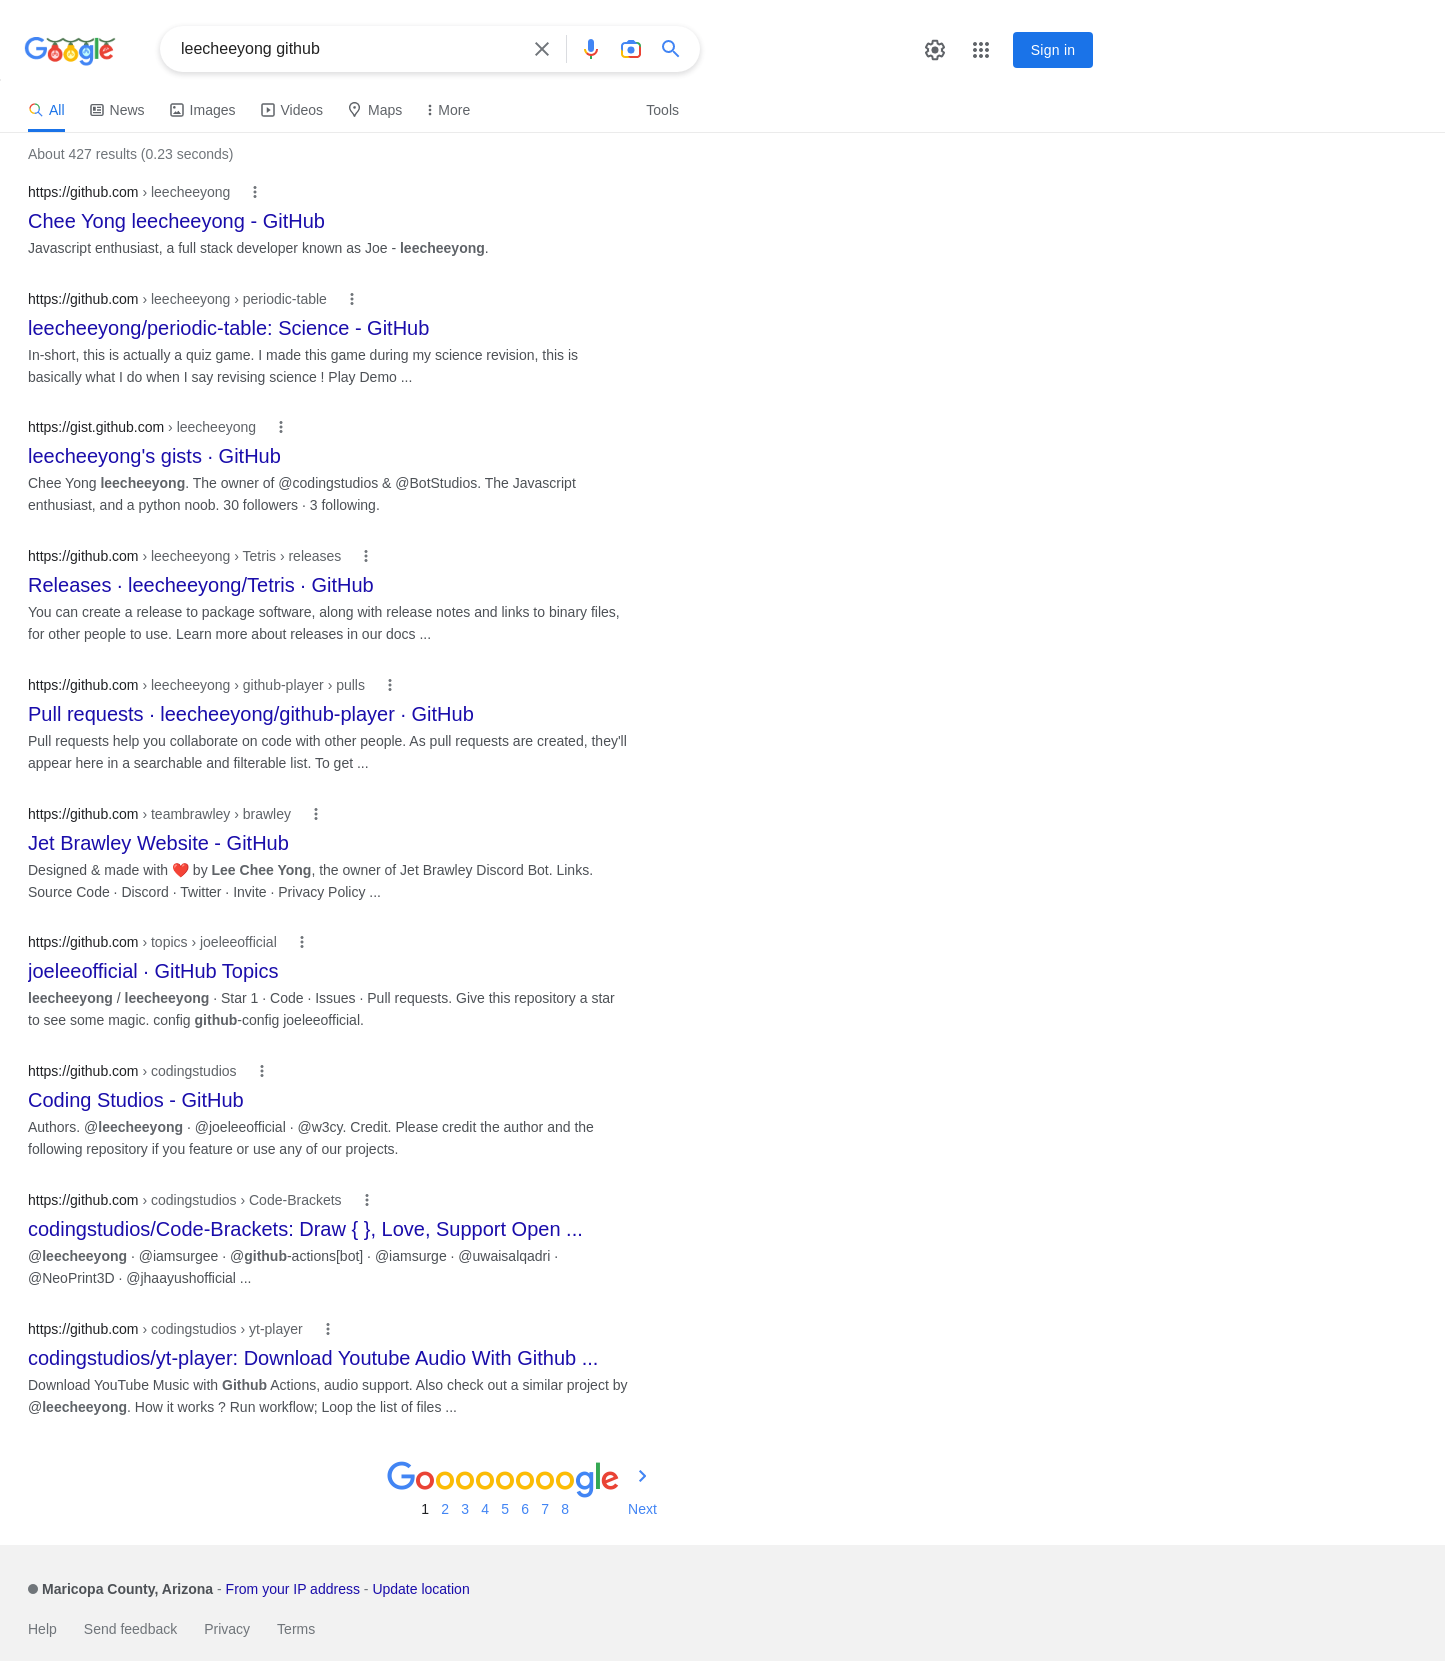 Google
leecheeyong github
Sign in
All News Images Videos Maps More Tools
About 427 results (0.23 seconds)
https://github.com › leecheeyong
Chee Yong leecheeyong - GitHub
Javascript enthusiast, a full stack developer known as Joe - leecheeyong.
https://github.com › leecheeyong › periodic-table
leecheeyong/periodic-table: Science - GitHub
In-short, this is actually a quiz game. I made this game during my science revision, this is
basically what I do when I say revising science ! Play Demo ...
https://gist.github.com › leecheeyong
leecheeyong's gists · GitHub
Chee Yong leecheeyong. The owner of @codingstudios & @BotStudios. The Javascript
enthusiast, and a python noob. 30 followers · 3 following.
https://github.com › leecheeyong › Tetris › releases
Releases · leecheeyong/Tetris · GitHub
You can create a release to package software, along with release notes and links to binary files,
for other people to use. Learn more about releases in our docs ...
https://github.com › leecheeyong › github-player › pulls
Pull requests · leecheeyong/github-player · GitHub
Pull requests help you collaborate on code with other people. As pull requests are created, they'll
appear here in a searchable and filterable list. To get ...
https://github.com › teambrawley › brawley
Jet Brawley Website - GitHub
Designed & made with ❤️ by Lee Chee Yong, the owner of Jet Brawley Discord Bot. Links.
Source Code · Discord · Twitter · Invite · Privacy Policy ...
https://github.com › topics › joeleeofficial
joeleeofficial · GitHub Topics
leecheeyong / leecheeyong · Star 1 · Code · Issues · Pull requests. Give this repository a star
to see some magic. config github-config joeleeofficial.
https://github.com › codingstudios
Coding Studios - GitHub
Authors. @leecheeyong · @joeleeofficial · @w3cy. Credit. Please credit the author and the
following repository if you feature or use any of our projects.
https://github.com › codingstudios › Code-Brackets
codingstudios/Code-Brackets: Draw { }, Love, Support Open ...
@leecheeyong · @iamsurgee · @github-actions[bot] · @iamsurge · @uwaisalqadri ·
@NeoPrint3D · @jhaayushofficial ...
https://github.com › codingstudios › yt-player
codingstudios/yt-player: Download Youtube Audio With Github ...
Download YouTube Music with Github Actions, audio support. Also check out a similar project by
@leecheeyong. How it works ? Run workflow; Loop the list of files ...
Goooooooogle
1 2 3 4 5 6 7 8 Next
Maricopa County, Arizona - From your IP address - Update location
Help Send feedback Privacy Terms